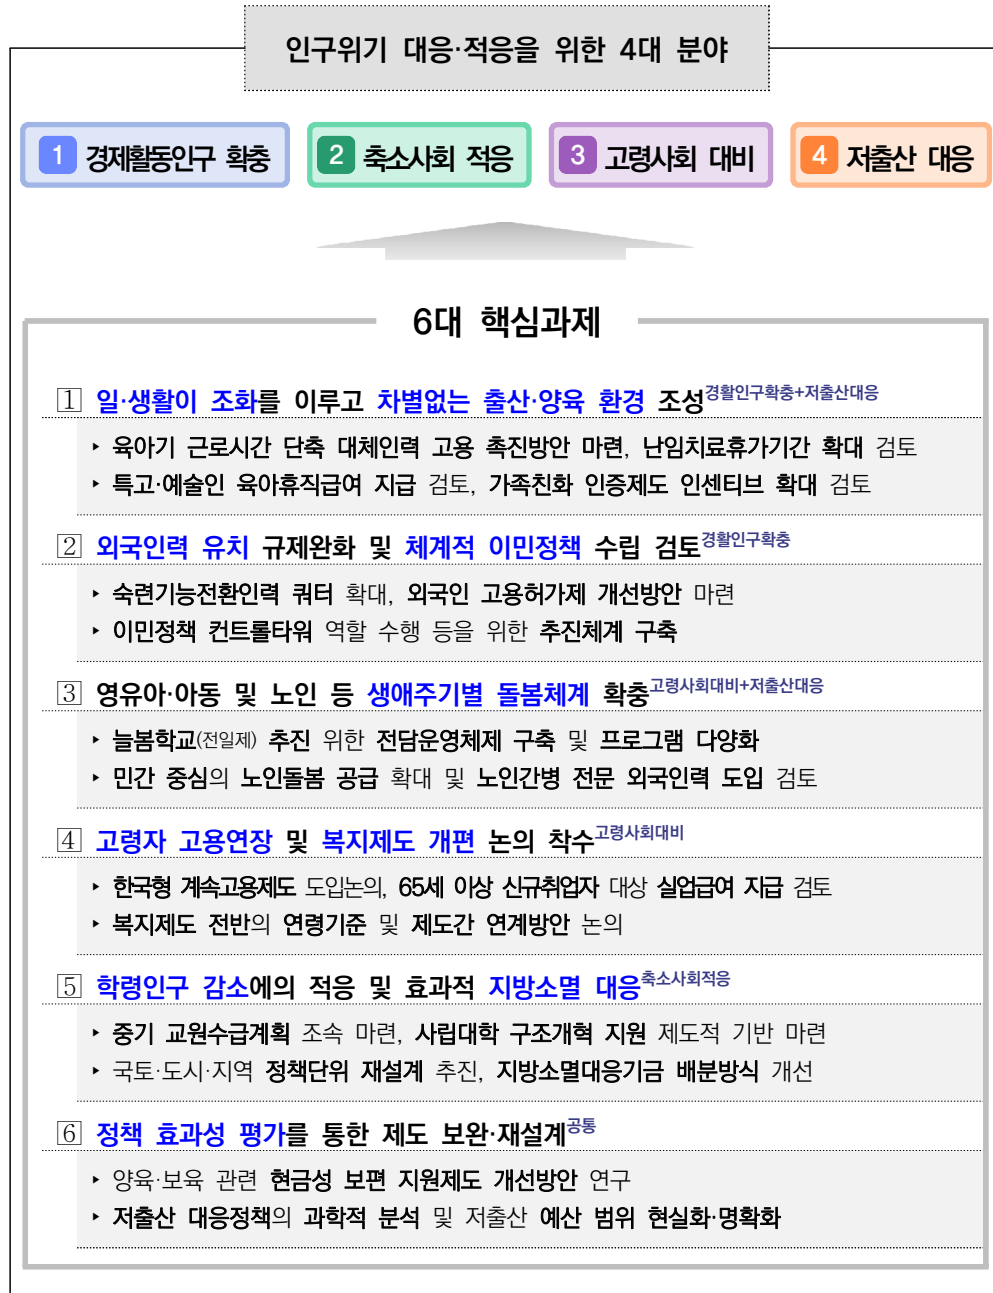 인구위기 대응·적응을 위한 4대 분야
1 경제활동인구 확충
2 축소사회 적응
3 고령사회 대비
4 저출산 대응
6대 핵심과제
1 일·생활이 조화를 이루고 차별없는 출산·양육 환경 조성 경활인구확충+저출산대응
‣ 육아기 근로시간 단축 대체인력 고용 촉진방안 마련, 난임치료휴가기간 확대 검토
‣ 특고·예술인 육아휴직급여 지급 검토, 가족친화 인증제도 인센티브 확대 검토
2 외국인력 유치 규제완화 및 체계적 이민정책 수립 검토 경활인구확충
‣ 숙련기능전환인력 쿼터 확대, 외국인 고용허가제 개선방안 마련
‣ 이민정책 컨트롤타워 역할 수행 등을 위한 추진체계 구축
3 영유아·아동 및 노인 등 생애주기별 돌봄체계 확충 고령사회대비+저출산대응
‣ 늘봄학교(전일제) 추진 위한 전담운영체제 구축 및 프로그램 다양화
‣ 민간 중심의 노인돌봄 공급 확대 및 노인간병 전문 외국인력 도입 검토
4 고령자 고용연장 및 복지제도 개편 논의 착수 고령사회대비
‣ 한국형 계속고용제도 도입논의, 65세 이상 신규취업자 대상 실업급여 지급 검토
‣ 복지제도 전반의 연령기준 및 제도간 연계방안 논의
5 학령인구 감소에의 적응 및 효과적 지방소멸 대응 축소사회적응
‣ 중기 교원수급계획 조속 마련, 사립대학 구조개혁 지원 제도적 기반 마련
‣ 국토·도시·지역 정책단위 재설계 추진, 지방소멸대응기금 배분방식 개선
6 정책 효과성 평가를 통한 제도 보완·재설계 공통
‣ 양육·보육 관련 현금성 보편 지원제도 개선방안 연구
‣ 저출산 대응정책의 과학적 분석 및 저출산 예산 범위 현실화·명확화